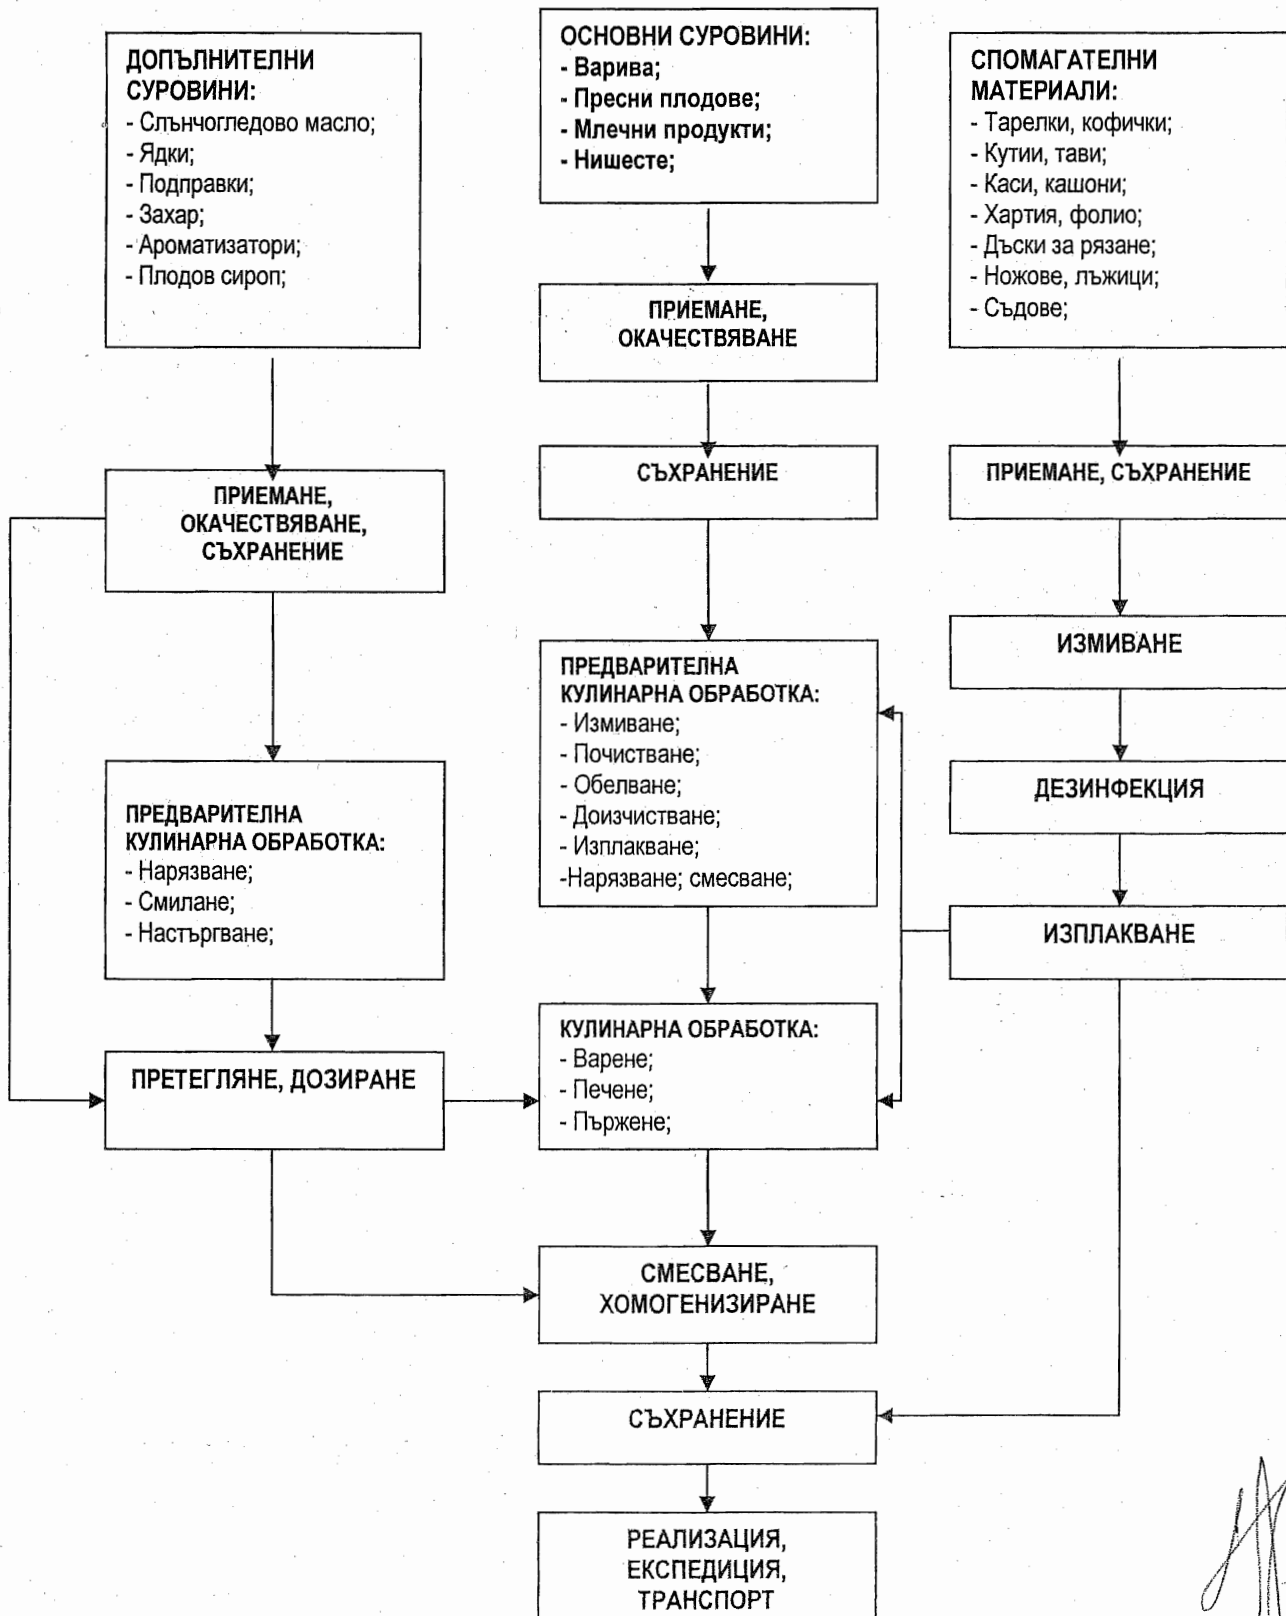 ДОПЪЛНИТЕЛНИ
СУРОВИНИ:
- Слънчогледово масло;
- Ядки;
- Подправки;
- Захар;
- Ароматизатори;
- Плодов сироп;
ОСНОВНИ СУРОВИНИ:
- Варива;
- Пресни плодове;
- Млечни продукти;
- Нишесте;
СПОМАГАТЕЛНИ
МАТЕРИАЛИ:
- Тарелки, кофички;
- Кутии, тави;
- Каси, кашони;
- Хартия, фолио;
- Дъски за рязане;
- Ножове, лъжици;
- Съдове;
ПРИЕМАНЕ,
ОКАЧЕСТВЯВАНЕ
ПРИЕМАНЕ,
ОКАЧЕСТВЯВАНЕ,
СЪХРАНЕНИЕ
СЪХРАНЕНИЕ
ПРИЕМАНЕ, СЪХРАНЕНИЕ
ИЗМИВАНЕ
ПРЕДВАРИТЕЛНА
КУЛИНАРНА ОБРАБОТКА:
- Измиване;
- Почистване;
- Обелване;
- Доизчистване;
- Изплакване;
-Нарязване; смесване;
ДЕЗИНФЕКЦИЯ
ПРЕДВАРИТЕЛНА
КУЛИНАРНА ОБРАБОТКА:
- Нарязване;
- Смилане;
- Настъргване;
ИЗПЛАКВАНЕ
ПРЕТЕГЛЯНЕ, ДОЗИРАНЕ
КУЛИНАРНА ОБРАБОТКА:
- Варене;
- Печене;
- Пържене;
СМЕСВАНЕ,
ХОМОГЕНИЗИРАНЕ
СЪХРАНЕНИЕ
РЕАЛИЗАЦИЯ,
ЕКСПЕДИЦИЯ,
ТРАНСПОРТ